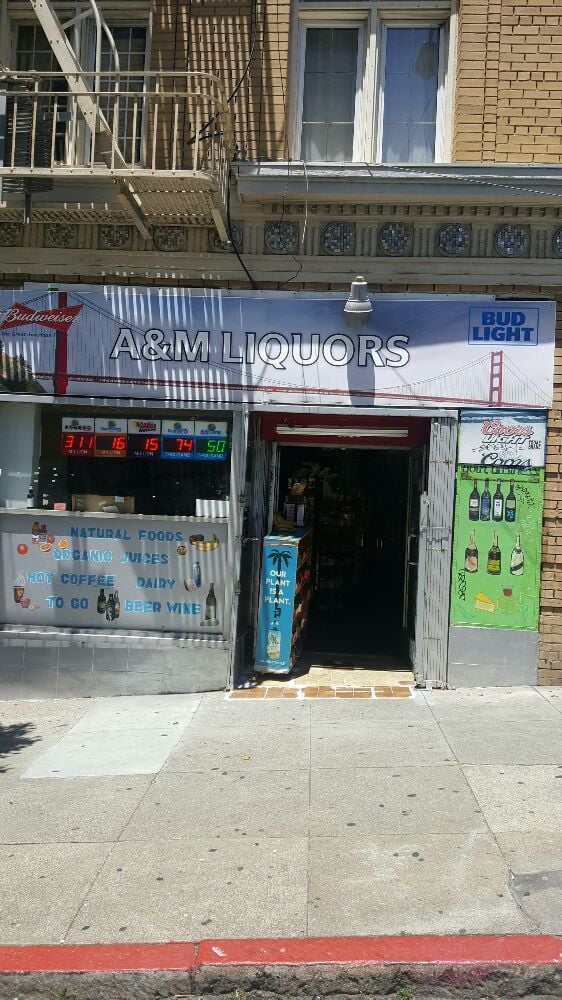 Budweiser
A&M LIQUORS
BUD LIGHT
311 16 15 74 50
MILLION MILLION MILLION THOUSAND THOUSAND
Coors
LIGHT
NATURAL FOODS
ORGANIC JUICES
HOT COFFEE DAIRY
TO GO BEER WINE
OUR
PLANT
IS A
PLANT.